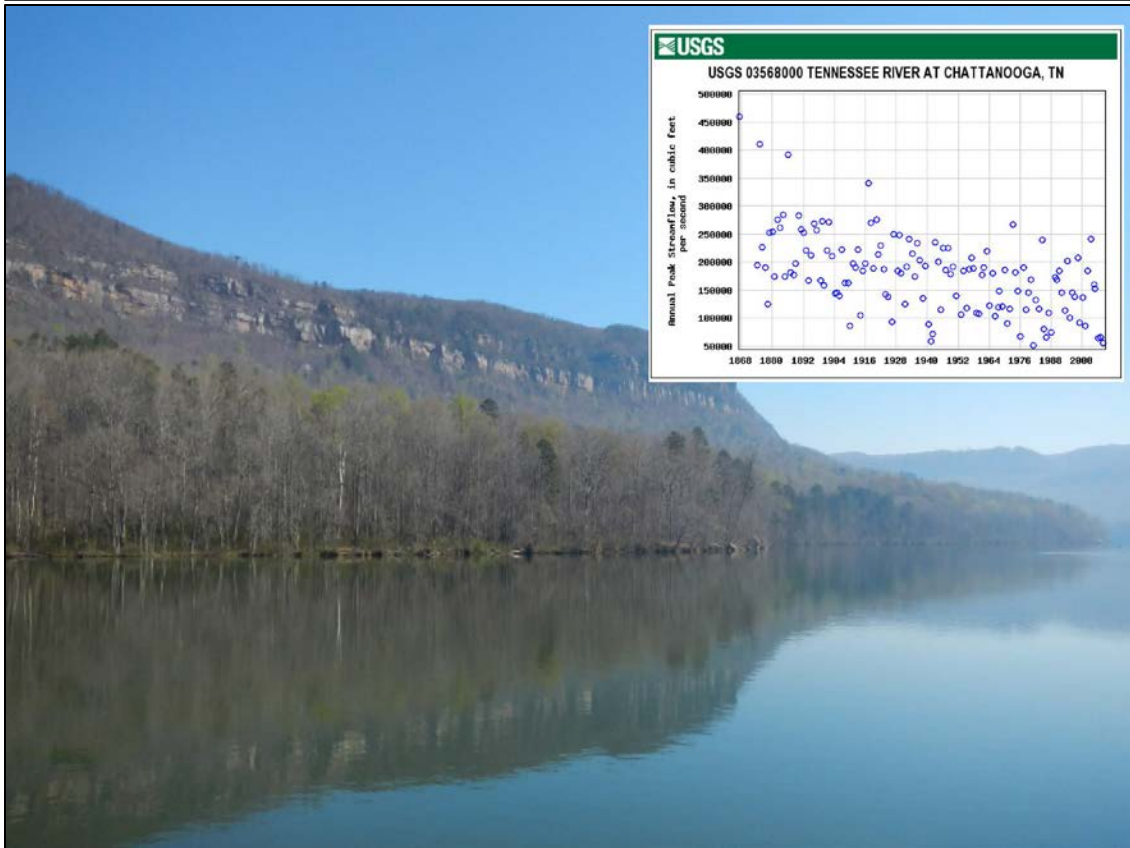 USGS
USGS 03568000 TENNESSEE RIVER AT CHATTANOOGA, TN
Annual Peak Streamflow, in cubic feet
per second
500000
450000
400000
350000
300000
250000
200000
150000
100000
50000
1868 1880 1892 1904 1916 1928 1940 1952 1964 1976 1988 2000